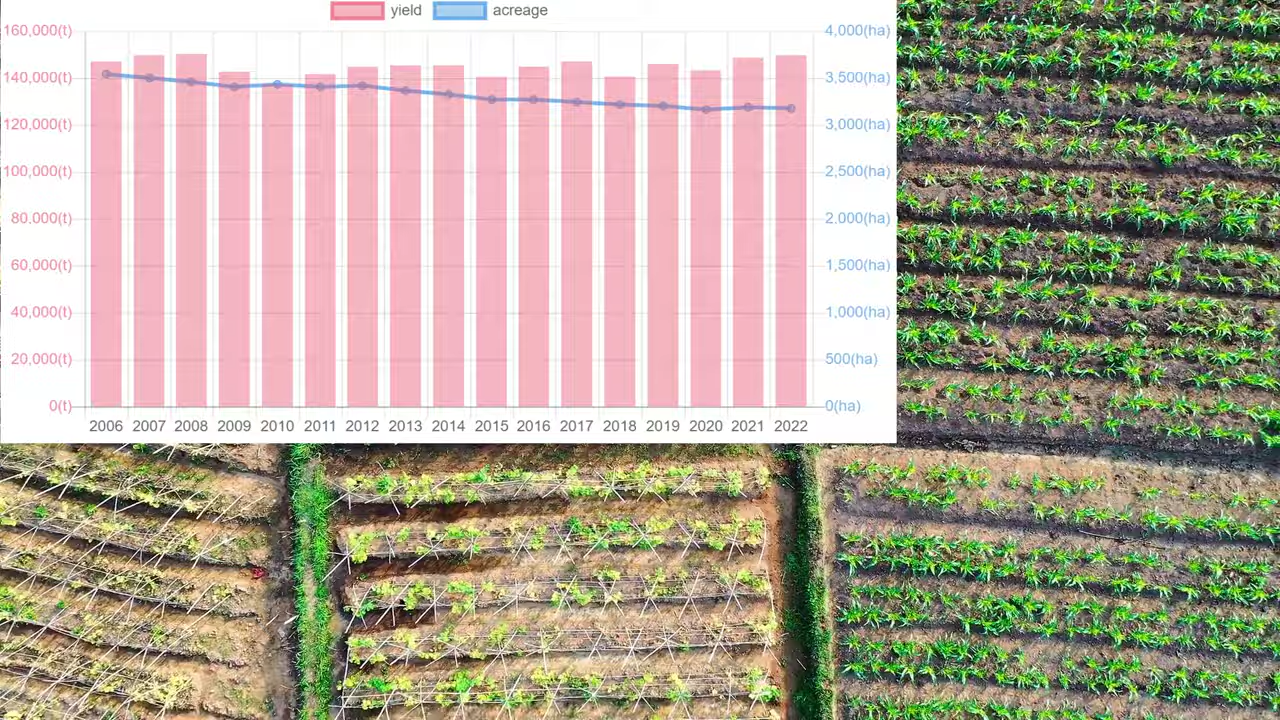 yield acreage
160,000(t) 4,000(ha)
140,000(t) 3,500(ha)
120,000(t) 3,000(ha)
100,000(t) 2,500(ha)
80,000(t) 2.000(ha)
60,000(t) 1,500(ha)
40,000(t) 1,000(ha)
20,000(t) 500(ha)
0(t) 0(ha)
2006 2007 2008 2009 2010 2011 2012 2013 2014 2015 2016 2017 2018 2019 2020 2021 2022